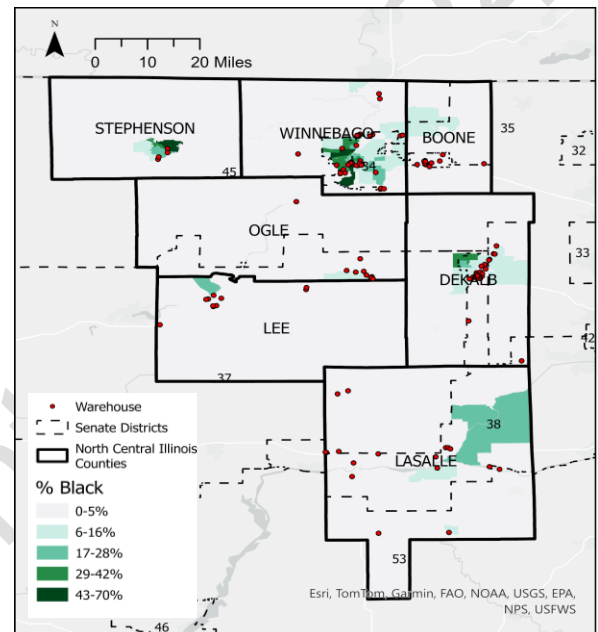 N
0 10 20 Miles
STEPHENSON
WINNEBAGO
BOONE
35
32
34
45
OGLE
33
DEKALB
LEE
42
37
38
LASALLE
53
46
Warehouse
Senate Districts
North Central Illinois
Counties
% Black
0-5%
6-16%
17-28%
29-42%
43-70%
Esri, TomTom, Garmin, FAO, NOAA, USGS, EPA,
NPS, USFWS